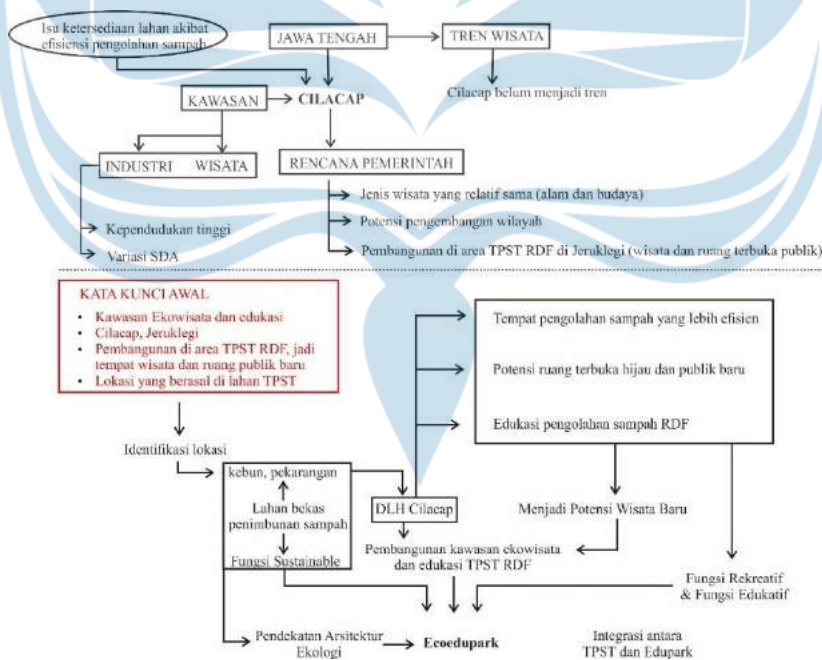 Isu ketersediaan lahan akibat
efisiensi pengolahan sampah
JAWA TENGAH
TREN WISATA
Cilacap belum menjadi tren
KAWASAN
CILACAP
INDUSTRI WISATA
RENCANA PEMERINTAH
Jenis wisata yang relatif sama (alam dan budaya)
Kependudukan tinggi
Potensi pengembangan wilayah
Variasi SDA
Pembangunan di area TPST RDF di Jeruklegi (wisata dan ruang terbuka publik)
KATA KUNCI AWAL
• Kawasan Ekowisata dan edukasi
• Cilacap, Jeruklegi
• Pembangunan di area TPST RDF, jadi
tempat wisata dan ruang publik baru
• Lokasi yang berasal di lahan TPST
Tempat pengolahan sampah yang lebih efisien
Potensi ruang terbuka hijau dan publik baru
Edukasi pengolahan sampah RDF
Identifikasi lokasi
kebun, pekarangan
Lahan bekas
penimbunan sampah
Fungsi Sustainable
DLH Cilacap
Menjadi Potensi Wisata Baru
Pembangunan kawasan ekowisata
dan edukasi TPST RDF
Fungsi Rekreatif
& Fungsi Edukatif
Pendekatan Arsitektur
Ekologi
Ecoedupark
Integrasi antara
TPST dan Edupark